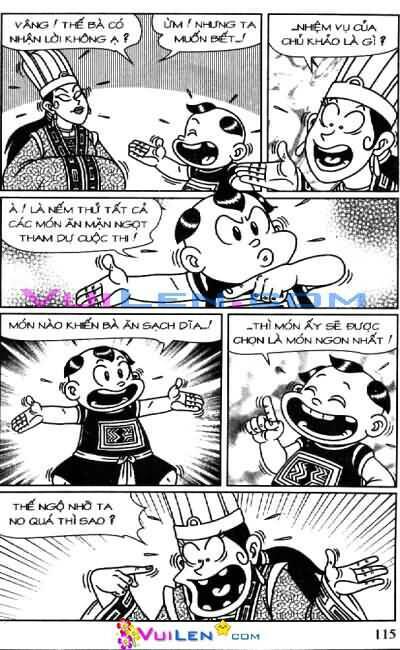 VÂNG ! THẾ BÀ CÓ
NHẬN LỜI KHÔNG Ạ ?
ỪM ! NHƯNG TA
MUỐN BIẾT...!
...NHIỆM VỤ CỦA
CHỦ KHẢO LÀ GÌ ?
À ! LÀ NẾM THỬ TẤT CẢ
CÁC MÓN ĂN MẶN NGỌT
THAM DỰ CUỘC THI !
VuiLen.com
MÓN NÀO KHIẾN BÀ ĂN SẠCH DĨA...!
...THÌ MÓN ẤY SẼ ĐƯỢC
CHỌN LÀ MÓN NGON NHẤT !
THẾ NGỘ NHỠ TA
NO QUÁ THÌ SAO ?
115
VuiLen.com